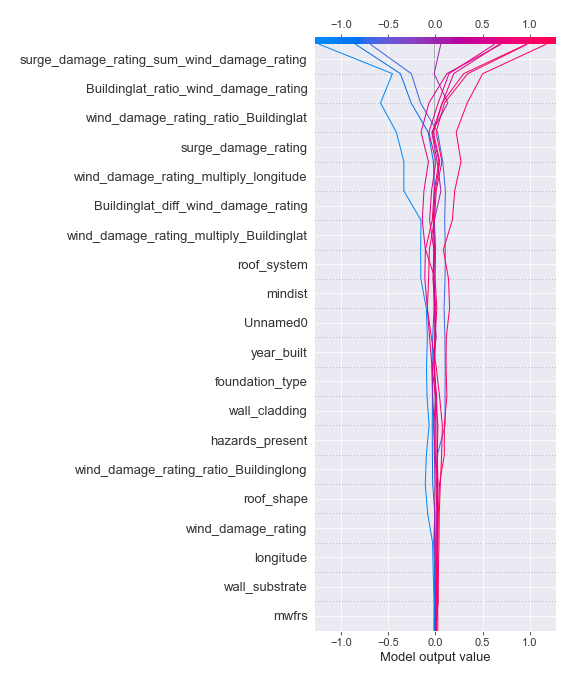 −1.0 −0.5 0.0 0.5 1.0
surge_damage_rating_sum_wind_damage_rating
Buildinglat_ratio_wind_damage_rating
wind_damage_rating_ratio_Buildinglat
surge_damage_rating
wind_damage_rating_multiply_longitude
Buildinglat_diff_wind_damage_rating
wind_damage_rating_multiply_Buildinglat
roof_system
mindist
Unnamed0
year_built
foundation_type
wall_cladding
hazards_present
wind_damage_rating_ratio_Buildinglong
roof_shape
wind_damage_rating
longitude
wall_substrate
mwfrs
−1.0 −0.5 0.0 0.5 1.0
Model output value